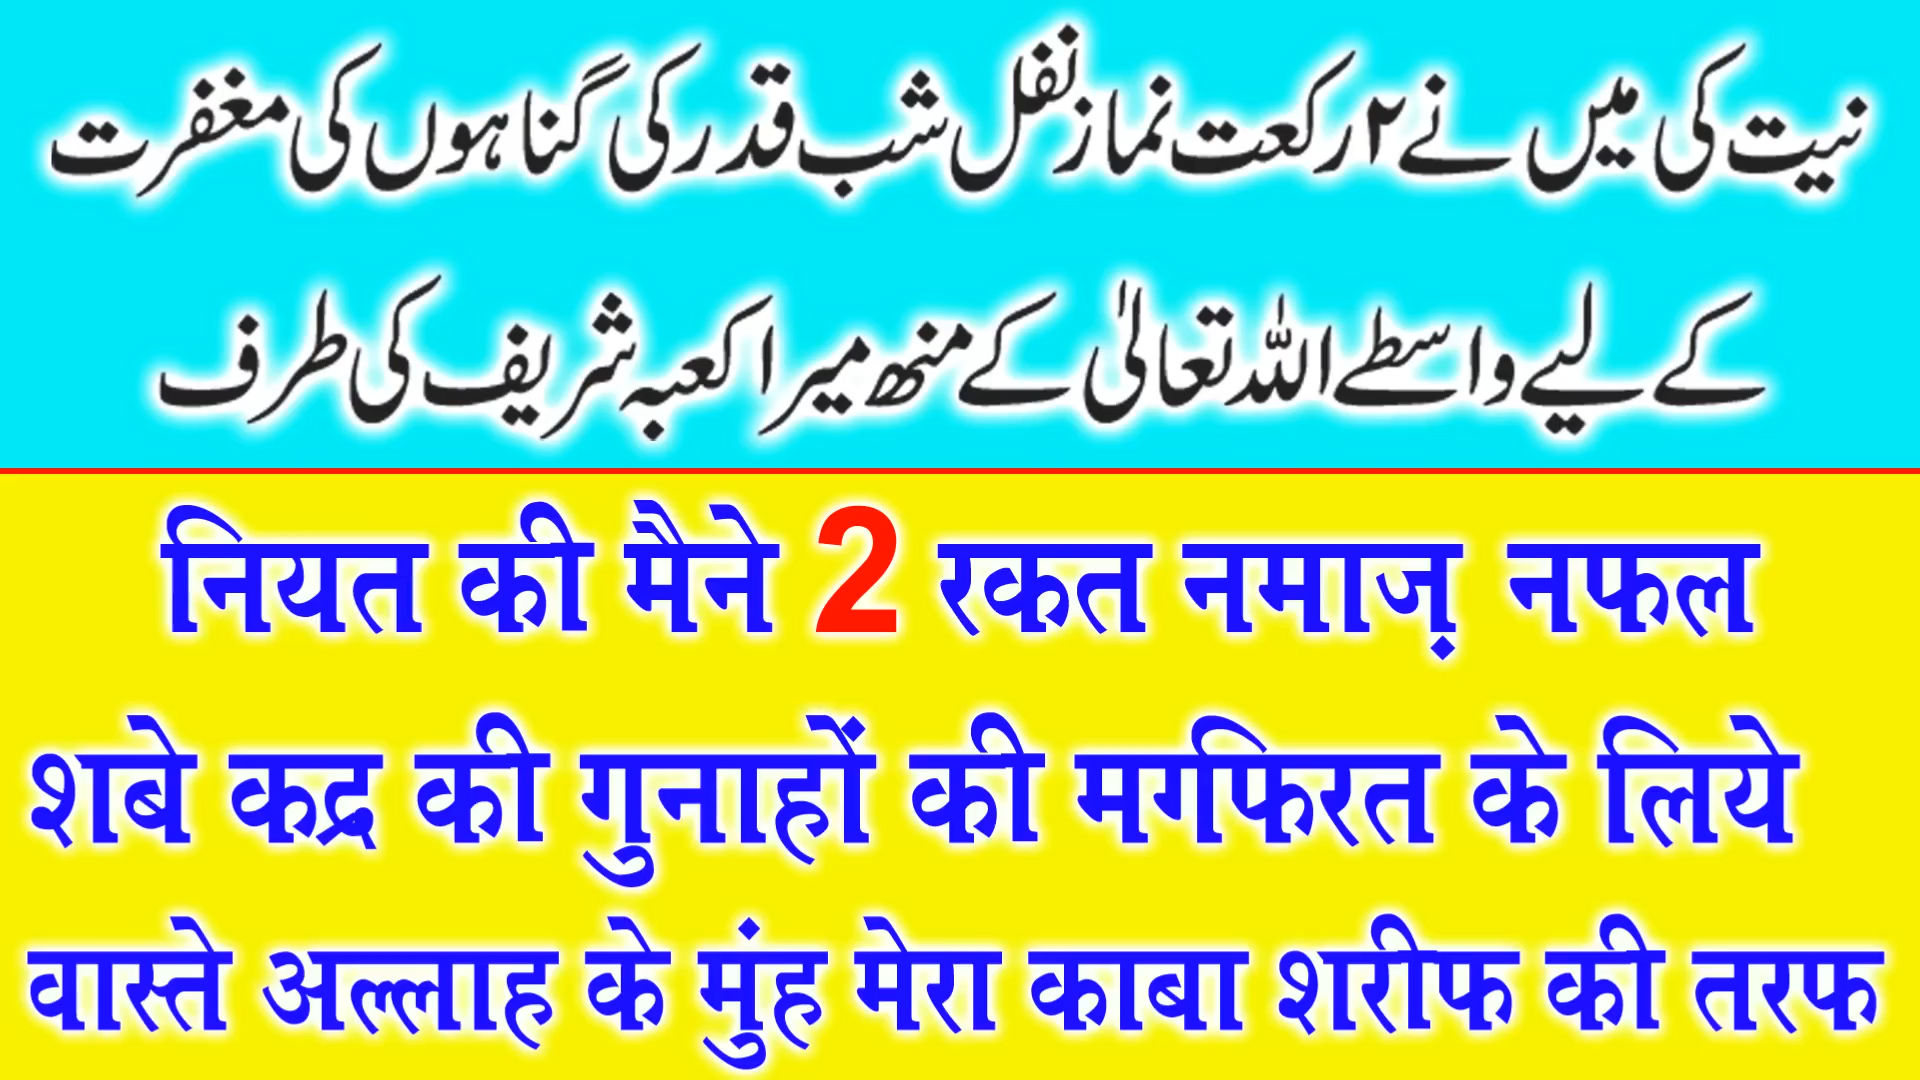 نیت کی میں نے ۲ رکعت نماز نفل شب قدر کی گناہوں کی مغفرت
کے لیے واسطے اللہ تعالیٰ کے منھ میرا کعبہ شریف کی طرف
नियत की मैने 2 रकत नमाज़ नफल
शबे कद्र की गुनाहों की मगफिरत के लिये
वास्ते अल्लाह के मुंह मेरा काबा शरीफ की तरफ